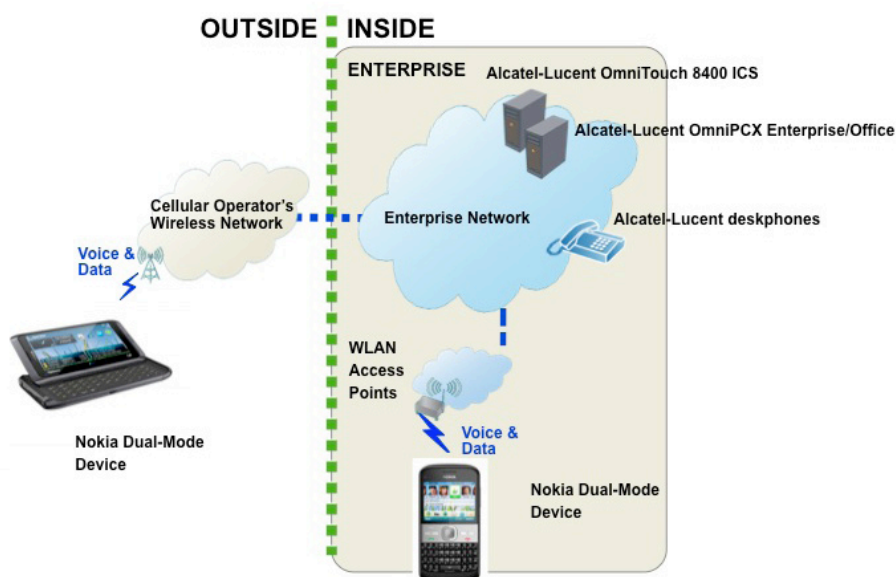 OUTSIDE INSIDE
ENTERPRISE
Alcatel-Lucent OmniTouch 8400 ICS
Alcatel-Lucent OmniPCX Enterprise/Office
Cellular Operator's
Wireless Network
Enterprise Network
Alcatel-Lucent deskphones
Voice &
Data
WLAN
Access
Points
Voice &
Data
Nokia Dual-Mode
Device
Nokia Dual-Mode
Device